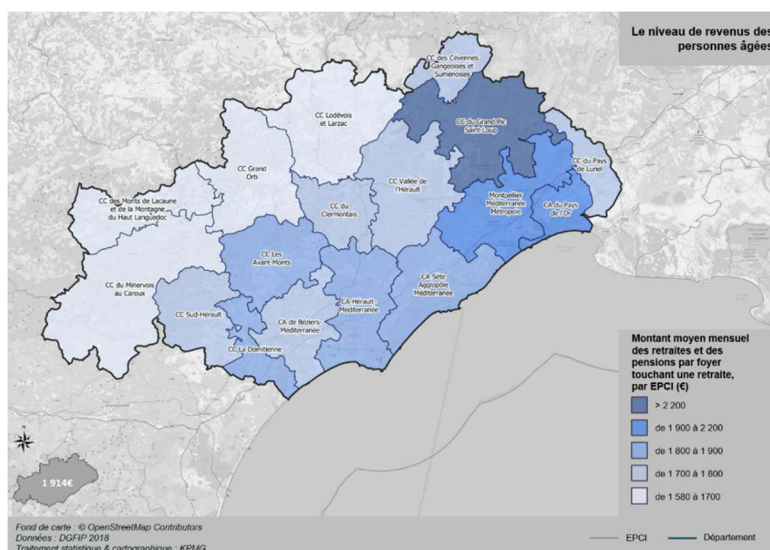 Le niveau de revenus des
personnes âgées
CC des Cévennes
Gangeoises et
Suménoises
CC Lodévois
et Larzac
CC du Grand Pic
Saint-Loup
CC Grand
Orb
CC Vallée de
l'Hérault
CC du Pays
de Lunel
CC des Monts de Lacaune
et de la Montagne
du Haut Languedoc
CC du
Clermontais
Montpellier
Méditerranée
Métropole
CA du Pays
de l'Or
CC Les
Avant-Monts
CC du Minervois
au Caroux
CA Sète
Agglopôle
Méditerranée
CC Sud-Hérault
CA de Béziers-
Méditerranée
CA Hérault-
Méditerranée
CC La Domitienne
Montant moyen mensuel
des retraites et des
pensions par foyer
touchant une retraite,
par EPCI (€)
> 2 200
de 1 900 à 2 200
de 1 800 à 1 900
de 1 700 à 1 800
de 1 580 à 1700
N
1 914€
Fond de carte : © OpenStreetMap Contributors
Données : DGFIP 2018
Traitement statistique & cartographique : KPMG
EPCI
Département